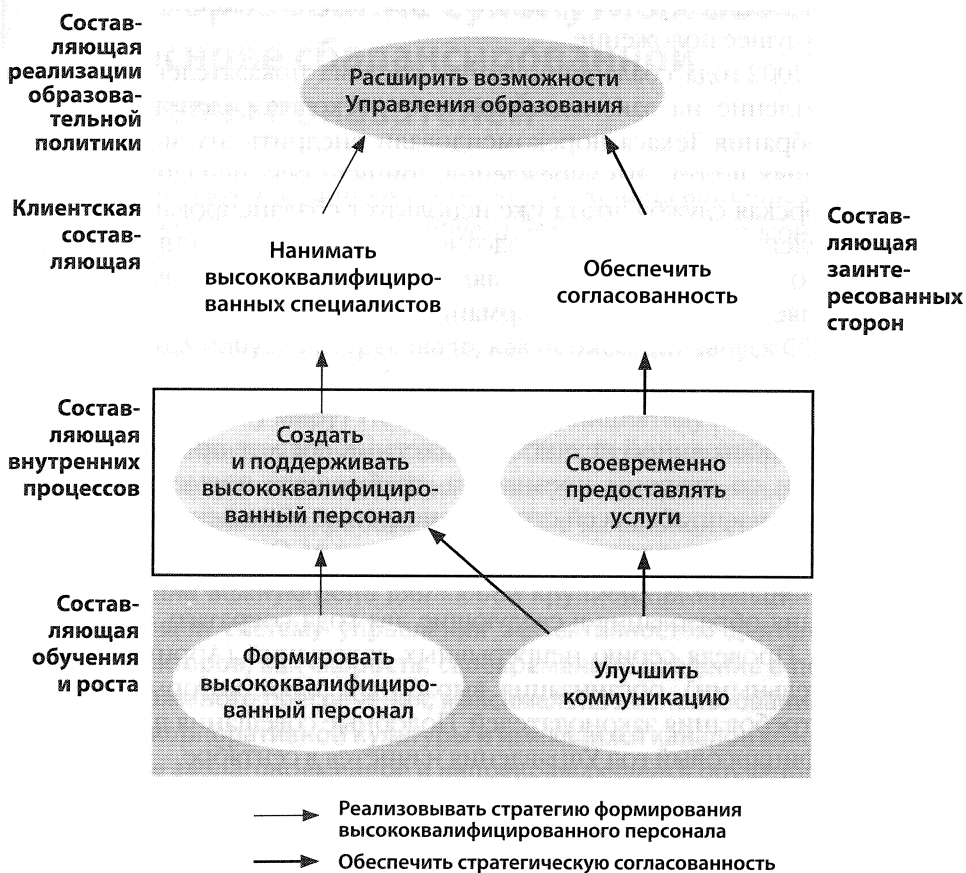 Состав-
ляющая
реализации
образова-
тельной
политики
Расширить возможности
Управления образования
Клиентская
состав-
ляющая
Нанимать
высококвалифициро-
ванных специалистов
Обеспечить
согласованность
Состав-
ляющая
заинте-
ресованных
сторон
Состав-
ляющая
внутренних
процессов
Создать
и поддерживать
высококвалифициро-
ванный персонал
Своевременно
предоставлять
услуги
Состав-
ляющая
обучения
и роста
Формировать
высококвалифициро-
ванный персонал
Улучшить
коммуникацию
Реализовывать стратегию формирования
высококвалифицированного персонала
Обеспечить стратегическую согласованность